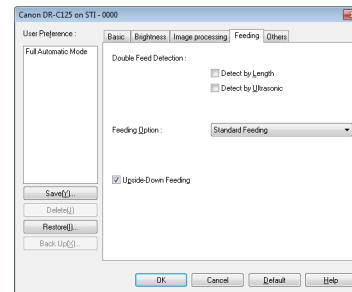 Canon DR-C125 on STI - 0000
User Preference :
Full Automatic Mode
Basic Brightness Image processing Feeding Others
Double Feed Detection :
Detect by Length
Detect by Ultrasonic
Feeding Option :
Standard Feeding
Upside-Down Feeding
Save(Y)...
Delete(J)
Restore(I)...
Back Up(K)...
OK Cancel Default Help